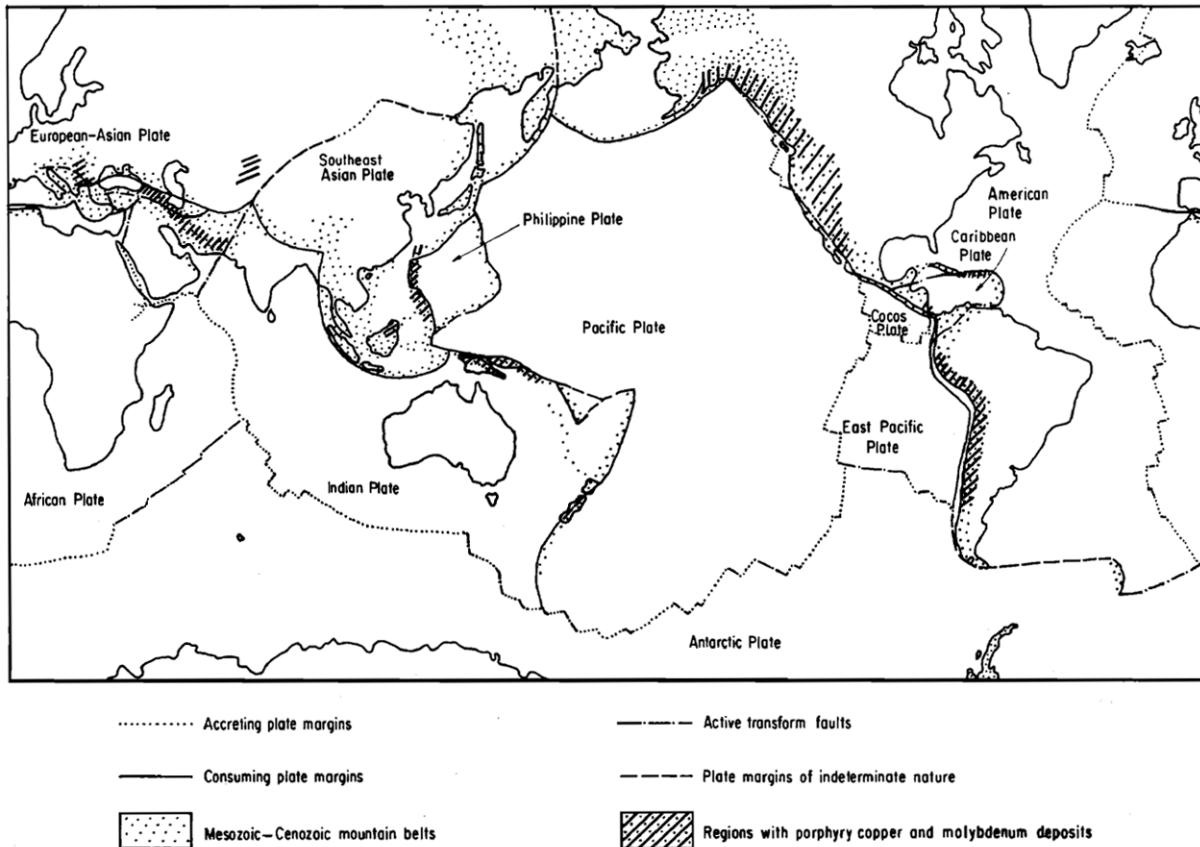 European-Asian Plate
Southeast
Asian Plate
Philippine Plate
American
Plate
Caribbean
Plate
Cocos
Plate
Pacific Plate
East Pacific
Plate
African Plate
Indian Plate
Antarctic Plate
Accreting plate margins
Active transform faults
Consuming plate margins
Plate margins of indeterminate nature
Mesozoic-Cenozoic mountain belts
Regions with porphyry copper and molybdenum deposits